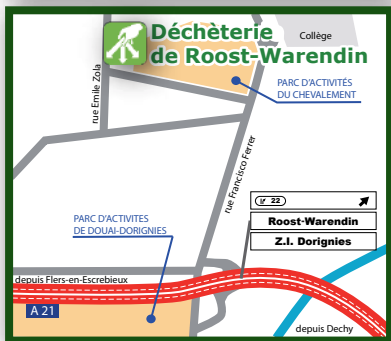 Déchèterie
de Roost-Warendin
Collège
rue Emile Zola
PARC D'ACTIVITÉS
DU CHEVALEMENT
rue Francisco Ferrer
22
Roost-Warendin
Z.I. Dorignies
PARC D'ACTIVITES
DE DOUAI-DORIGNIES
depuis Flers-en-Escrebieux
A 21
depuis Dechy